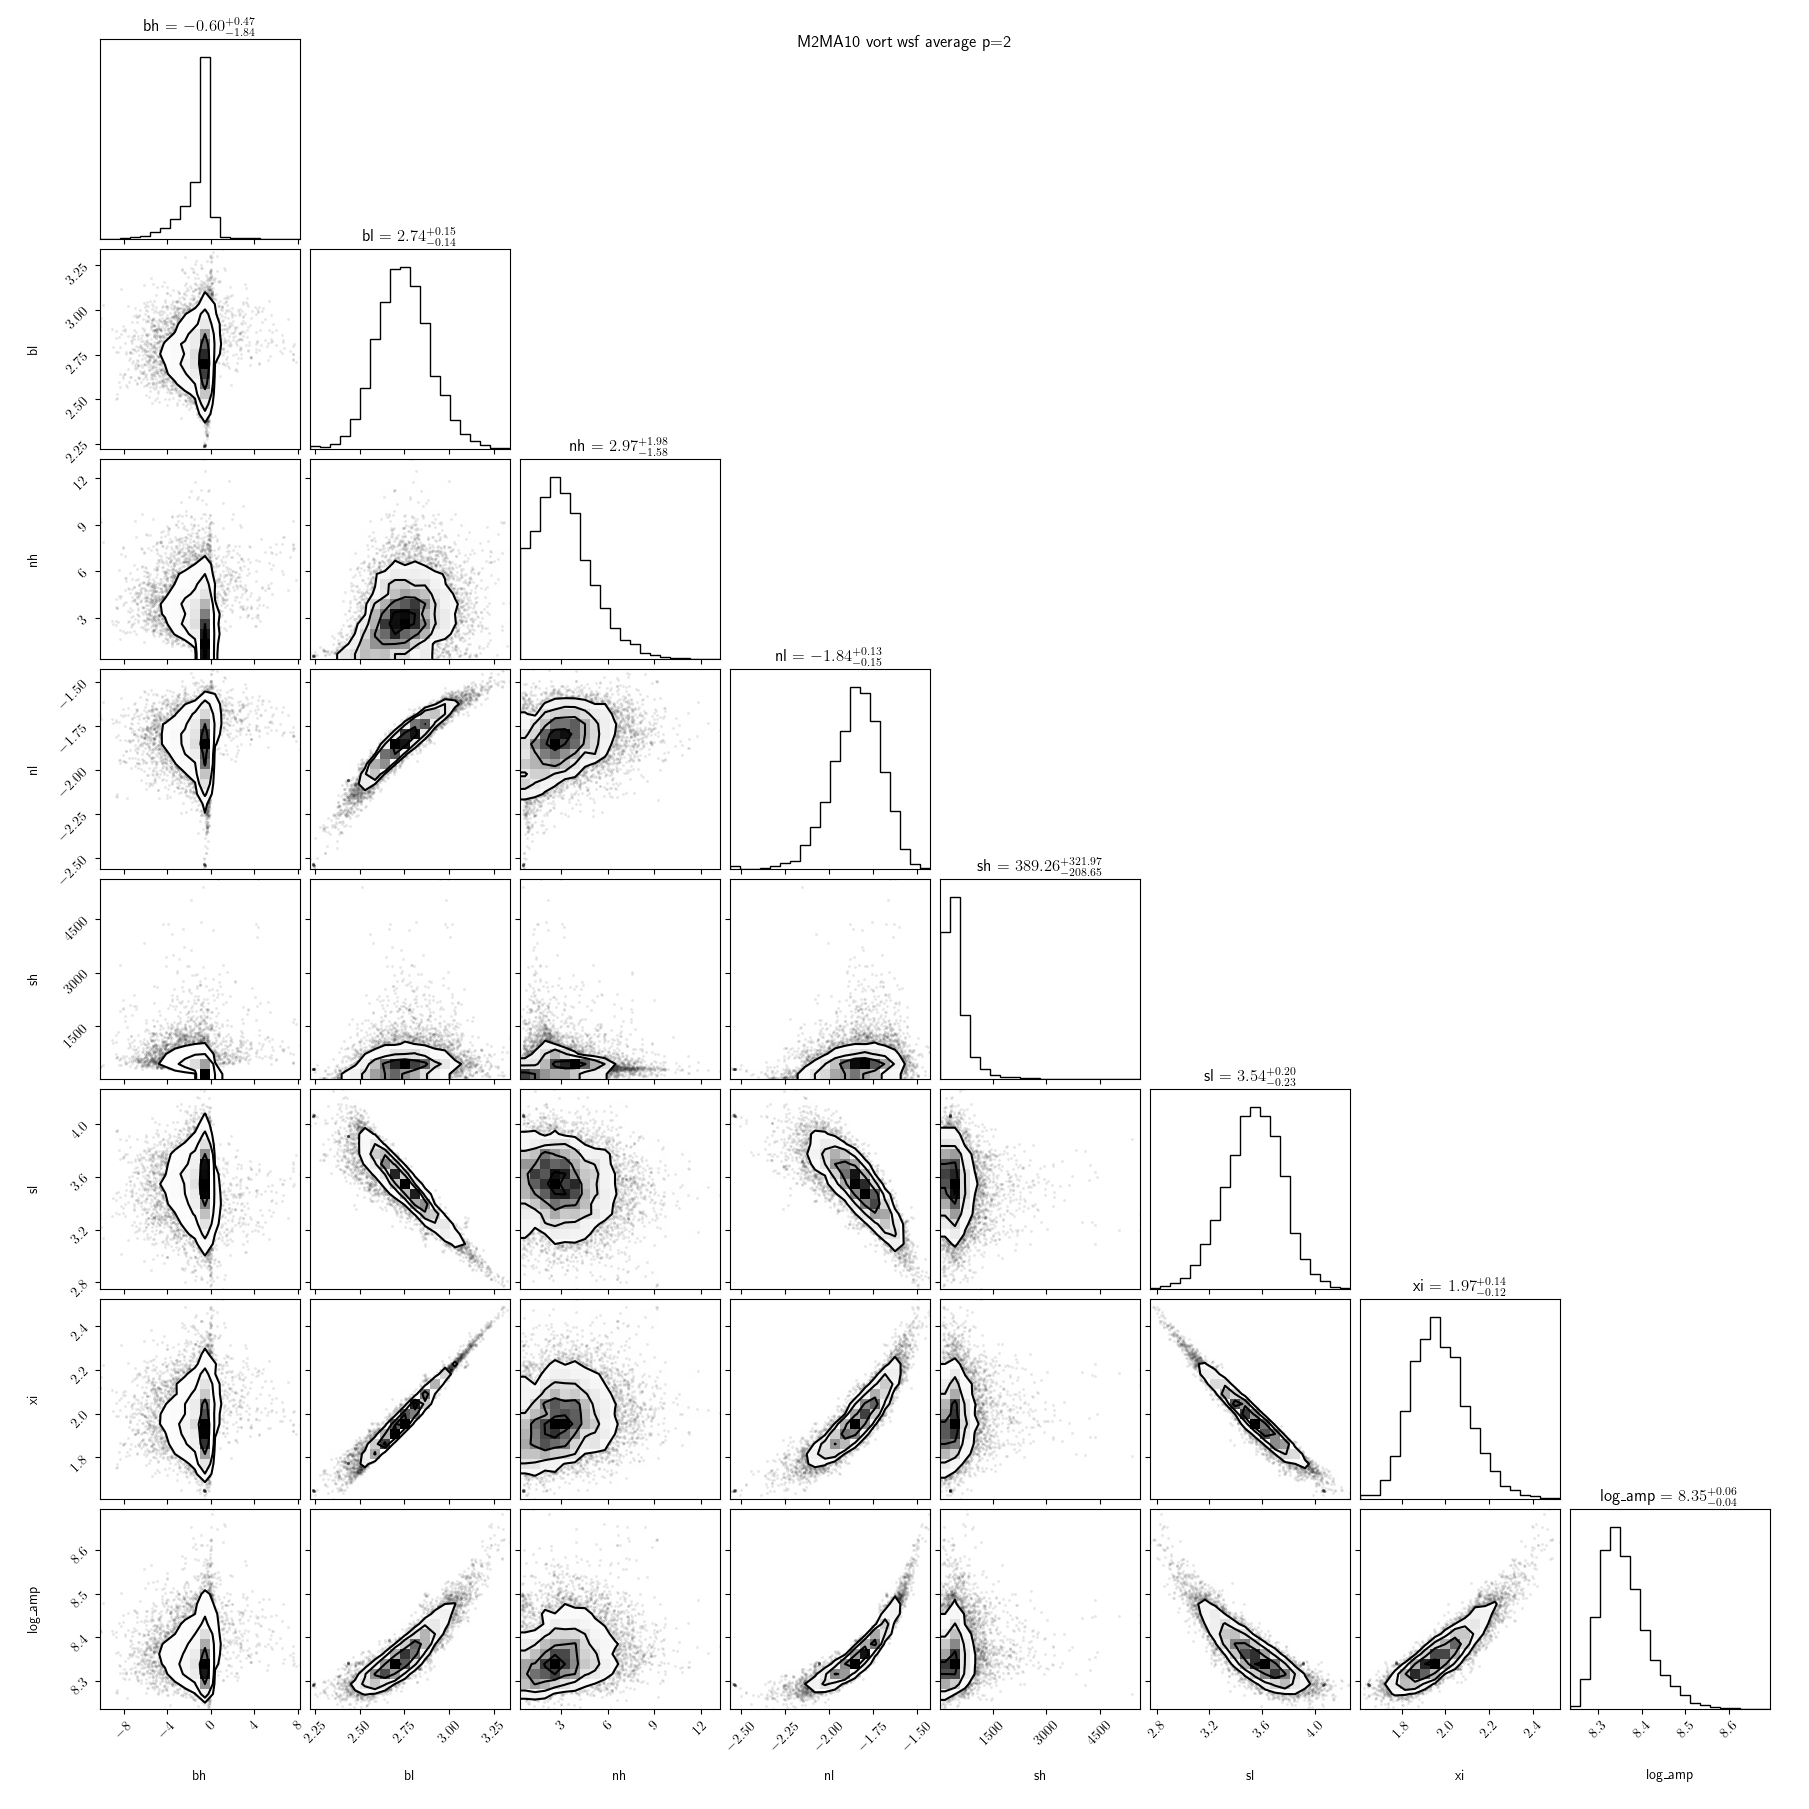 bh = −0.60+0.47−1.84
M2MA10 vort wsf average p=2
bl = 2.74+0.15−0.14
3.25
3.00
2.75
2.50
2.25
bl
nh = 2.97+1.98−1.58
12
9
6
3
nh
nl = −1.84+0.13−0.15
−1.50
−1.75
−2.00
−2.25
−2.50
nl
sh = 389.26+321.97−208.65
4500
3000
1500
sh
sl = 3.54+0.20−0.23
4.0
3.6
3.2
2.8
sl
xi = 1.97+0.14−0.12
2.4
2.2
2.0
1.8
xi
log_amp = 8.35+0.06−0.04
8.6
8.5
8.4
8.3
log_amp
−8 −4 0 4 8 2.25 2.50 2.75 3.00 3.25 3 6 9 12 −2.50 −2.25 −2.00 −1.75 −1.50 1500 3000 4500 2.8 3.2 3.6 4.0 1.8 2.0 2.2 2.4 8.3 8.4 8.5 8.6
bh bl nh nl sh sl xi log_amp